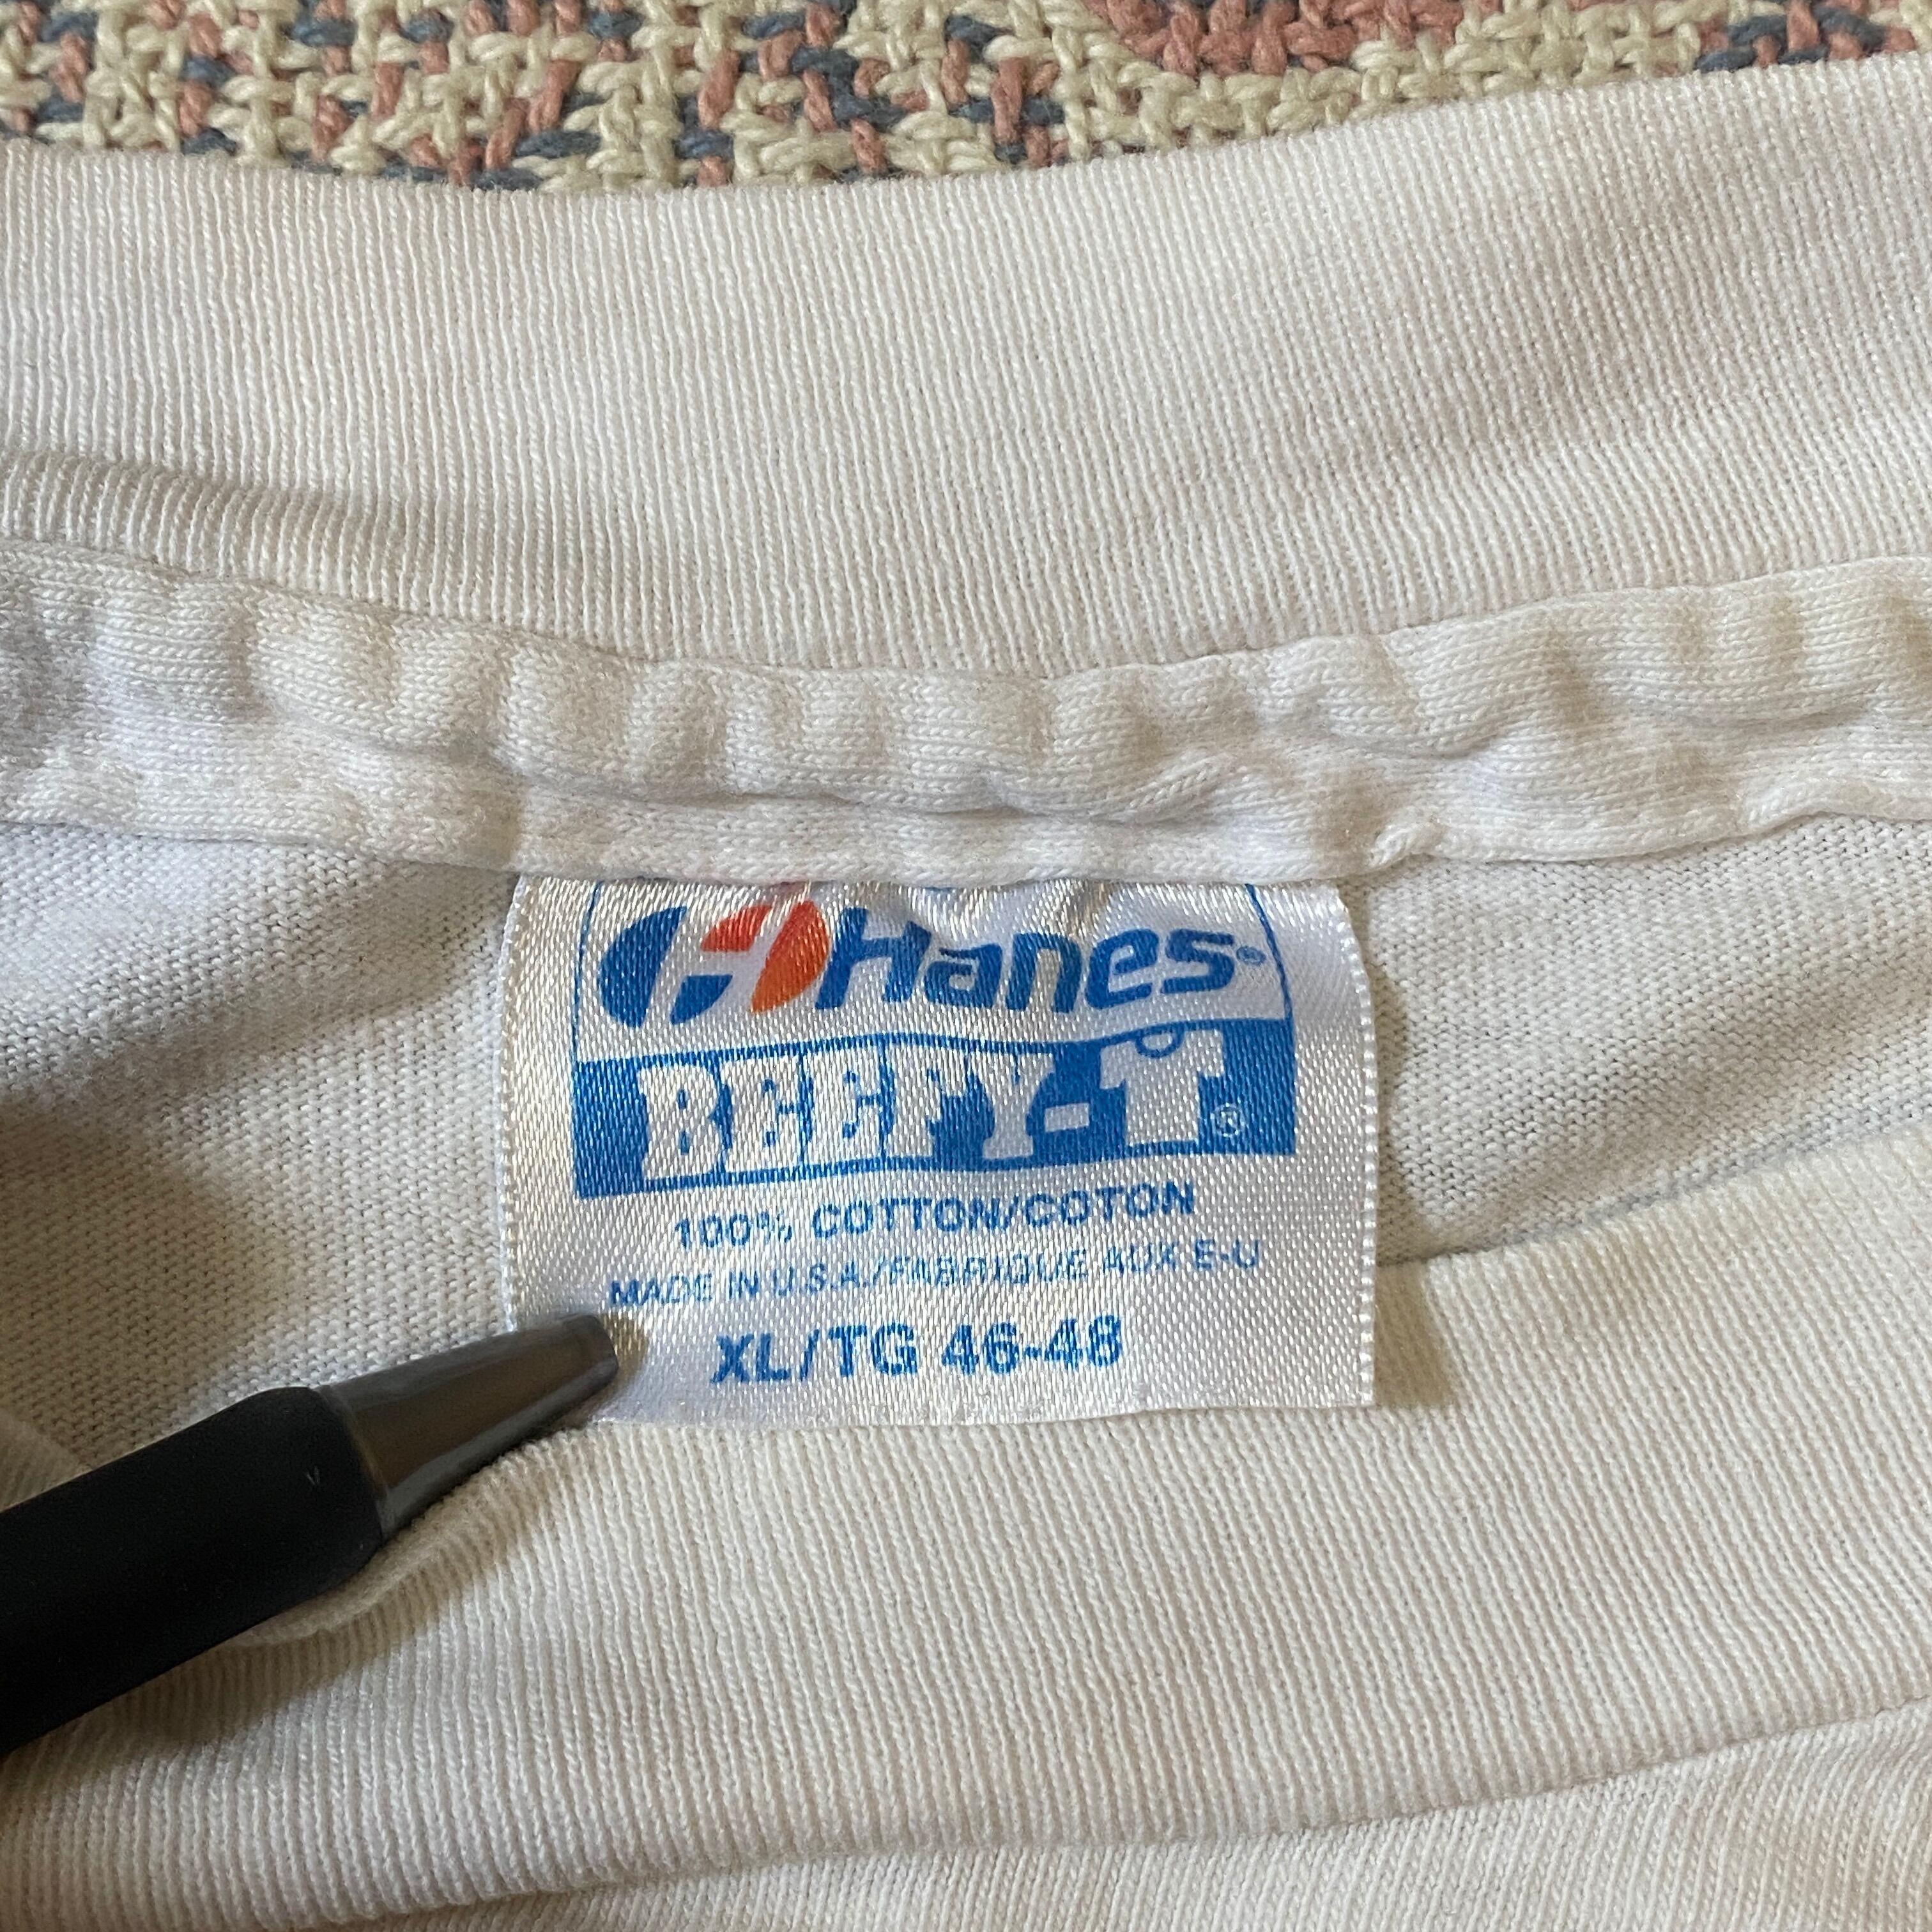 Hanes®
BEEFY-T®
100% COTTON/COTON
MADE IN U.S.A./FABRIQUE AUX E-U
XL/TG 46-48